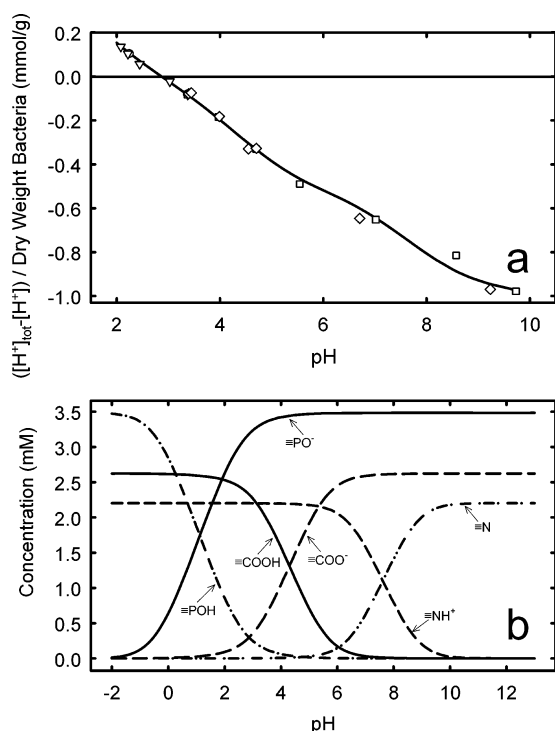 ([H⁺]tot-[H⁺]) / Dry Weight Bacteria (mmol/g)
0.2
0.0
-0.2
-0.4
-0.6
-0.8
-1.0
a
2 4 6 8 10
pH
Concentration (mM)
3.5
3.0
2.5
2.0
1.5
1.0
0.5
0.0
≡PO⁻
≡N
≡COOH
≡COO⁻
≡POH
≡NH⁺
b
-2 0 2 4 6 8 10 12
pH